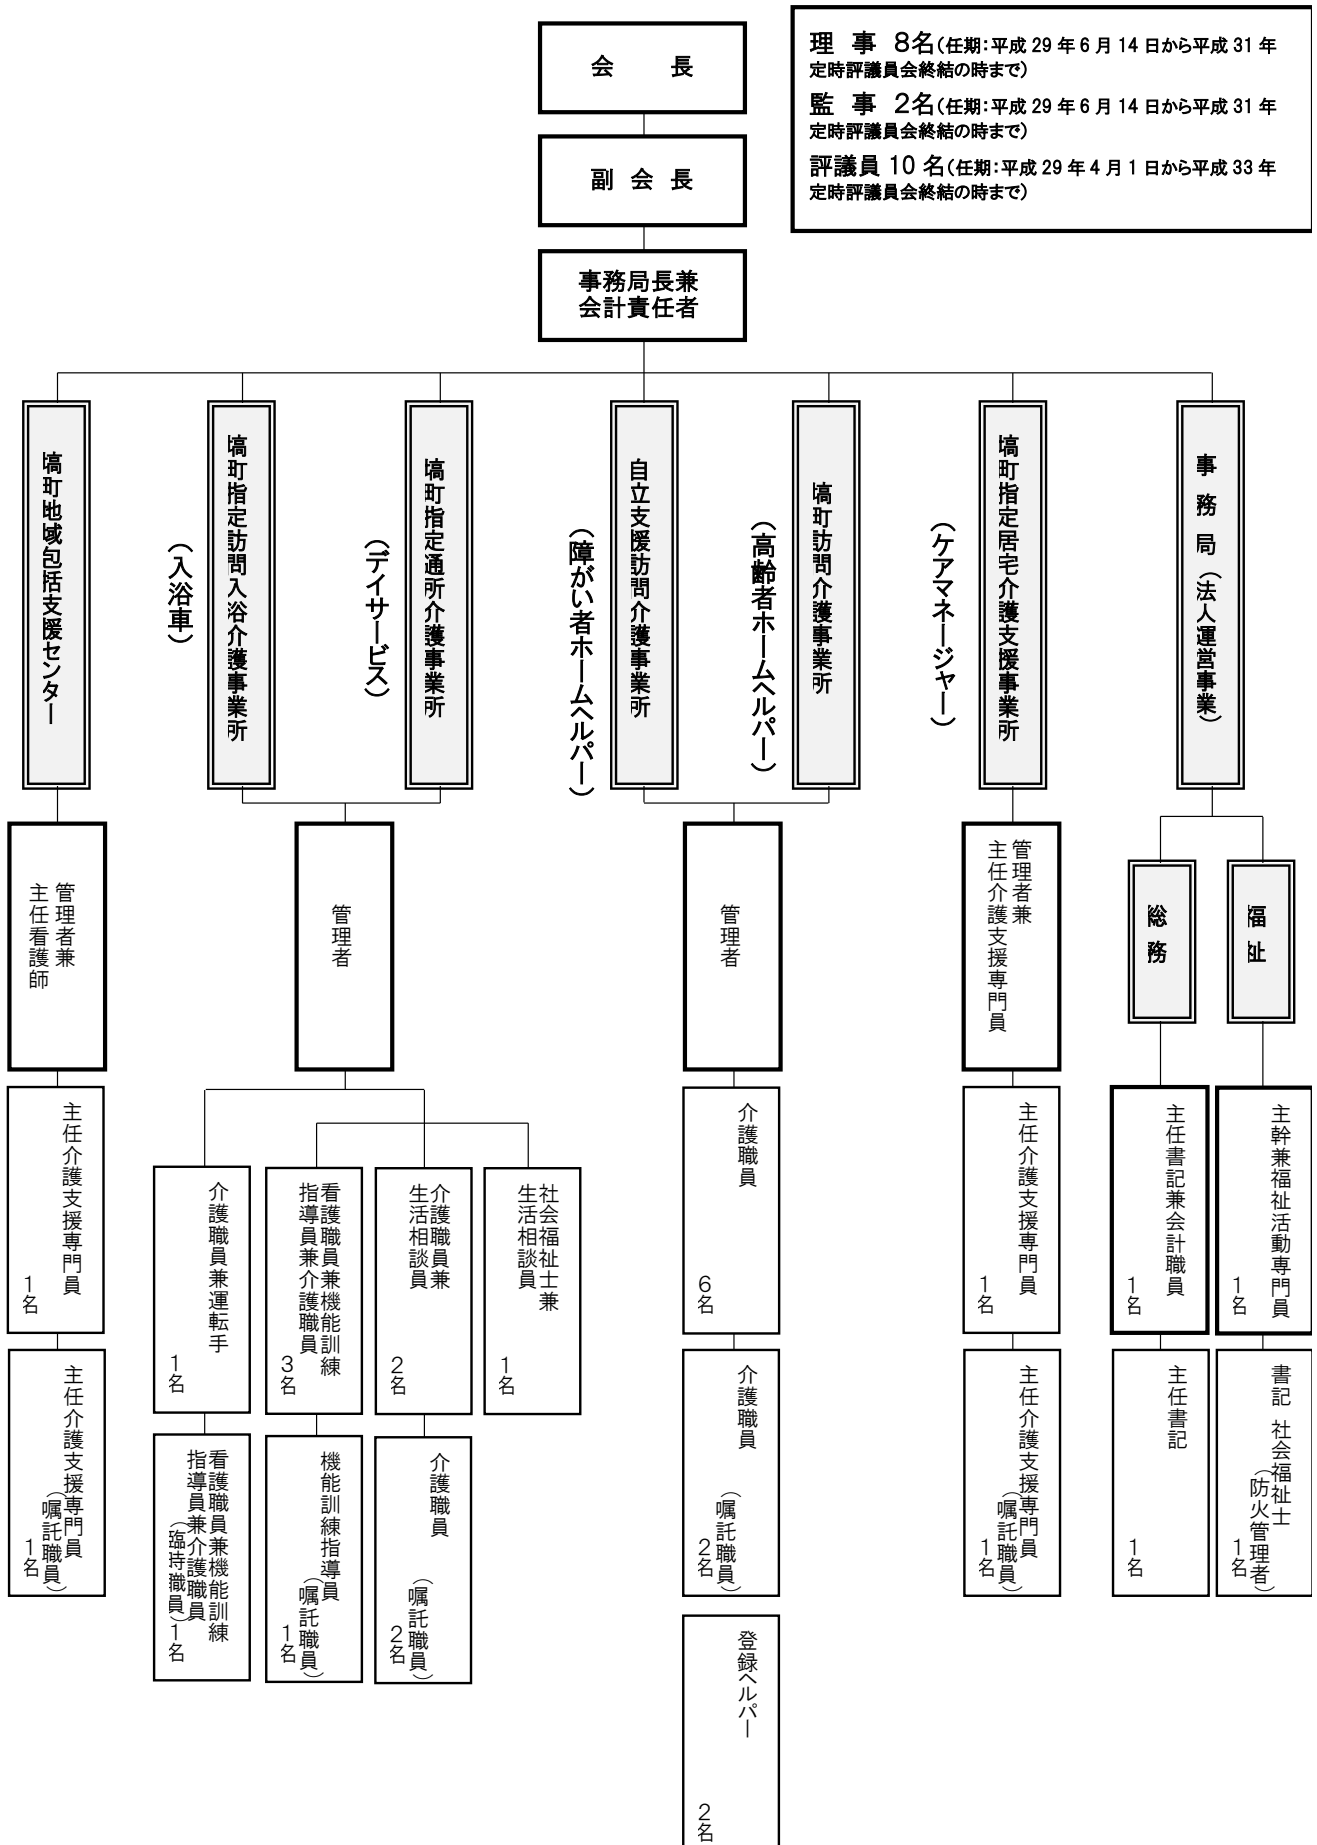 会　長
副 会 長
事務局長兼
会計責任者
理 事 8名(任期:平成 29 年 6 月 14 日から平成 31 年
定時評議員会終結の時まで)
監 事 2名(任期:平成 29 年 6 月 14 日から平成 31 年
定時評議員会終結の時まで)
評議員 10 名(任期:平成 29 年 4 月 1 日から平成 33 年
定時評議員会終結の時まで)
事 務 局（法人運営事業）
塙町指定居宅介護支援事業所
（ケアマネージャー）
塙町訪問介護事業所
（高齢者ホームヘルパー）
自立支援訪問介護事業所
（障がい者ホームヘルパー）
塙町指定通所介護事業所
（デイサービス）
塙町指定訪問入浴介護事業所
（入浴車）
塙町地域包括支援センター
福 祉
総 務
管理者兼
主任介護支援専門員
管理者
管理者
管理者兼
主任看護師
主幹兼福祉活動専門員
1名
主任書記兼会計職員
1名
主任介護支援専門員
1名
介護職員
6名
社会福祉士兼
生活相談員
1名
介護職員兼
生活相談員
2名
看護職員兼機能訓練
指導員兼介護職員
3名
介護職員兼運転手
1名
主任介護支援専門員
1名
書記 社会福祉士
（防火管理者）
1名
主任書記
1名
主任介護支援専門員
（嘱託職員）
1名
介護職員
（嘱託職員）
2名
介護職員
（嘱託職員）
2名
機能訓練指導員
（嘱託職員）
1名
看護職員兼機能訓練
指導員兼介護職員
（臨時職員）1名
主任介護支援専門員
（嘱託職員）
1名
登録ヘルパー
2名